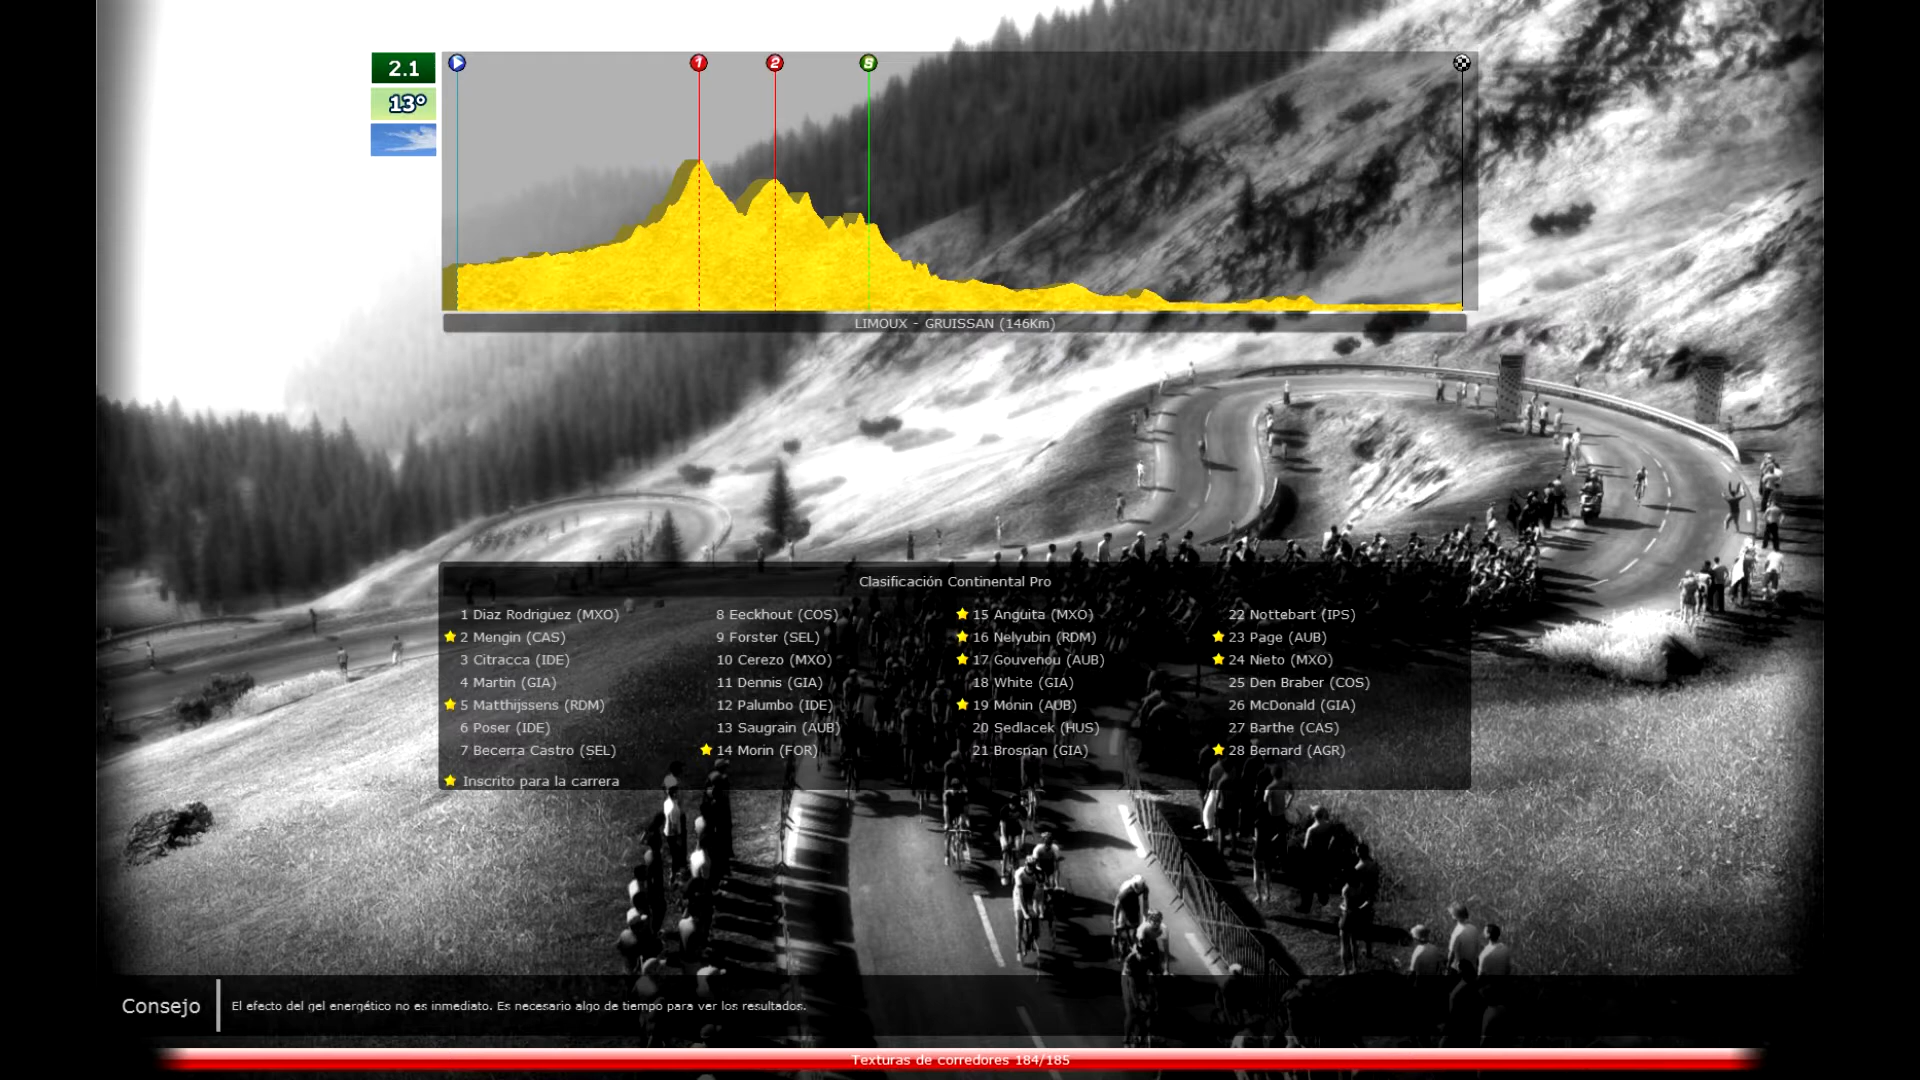 2.1
13°
1
2
S
LIMOUX - GRUISSAN (146Km)
Clasificación Continental Pro
1 Diaz Rodriguez (MXO)
2 Mengin (CAS)
3 Citracca (IDE)
4 Martin (GIA)
5 Matthijssens (RDM)
6 Poser (IDE)
7 Becerra Castro (SEL)
8 Eeckhout (COS)
9 Forster (SEL)
10 Cerezo (MXO)
11 Dennis (GIA)
12 Palumbo (IDE)
13 Saugrain (AUB)
14 Morin (FOR)
15 Anguita (MXO)
16 Nelyubin (RDM)
17 Gouvenou (AUB)
18 White (GIA)
19 Mónin (AUB)
20 Sedlacek (HUS)
21 Brosnan (GIA)
22 Nottebart (IPS)
23 Page (AUB)
24 Nieto (MXO)
25 Den Braber (COS)
26 McDonald (GIA)
27 Barthe (CAS)
28 Bernard (AGR)
Inscrito para la carrera
Consejo
El efecto del gel energético no es inmediato. Es necesario algo de tiempo para ver los resultados.
Texturas de corredores 184/185